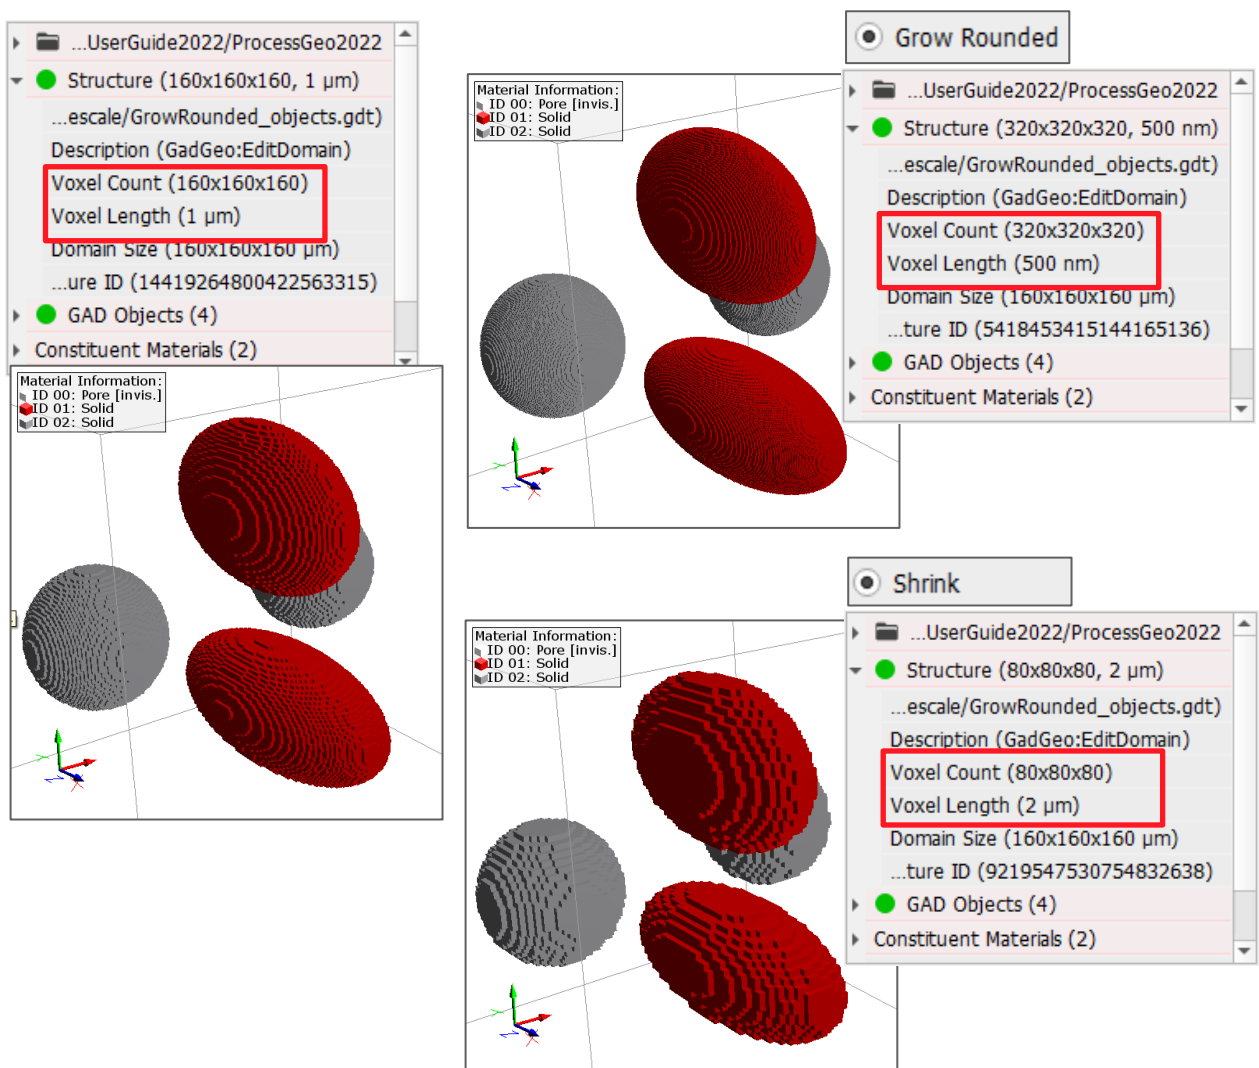 ...UserGuide2022/ProcessGeo2022
Structure (160x160x160, 1 µm)
...escale/GrowRounded_objects.gdt)
Description (GadGeo:EditDomain)
Voxel Count (160x160x160)
Voxel Length (1 µm)
Domain Size (160x160x160 µm)
...ure ID (14419264800422563315)
GAD Objects (4)
Constituent Materials (2)
Material Information:
ID 00: Pore [invis.]
ID 01: Solid
ID 02: Solid
Y
Z
X
Grow Rounded
Material Information:
ID 00: Pore [invis.]
ID 01: Solid
ID 02: Solid
Y
Z
X
...UserGuide2022/ProcessGeo2022
Structure (320x320x320, 500 nm)
...escale/GrowRounded_objects.gdt)
Description (GadGeo:EditDomain)
Voxel Count (320x320x320)
Voxel Length (500 nm)
Domain Size (160x160x160 µm)
...ture ID (5418453415144165136)
GAD Objects (4)
Constituent Materials (2)
Shrink
Material Information:
ID 00: Pore [invis.]
ID 01: Solid
ID 02: Solid
Y
Z
X
...UserGuide2022/ProcessGeo2022
Structure (80x80x80, 2 µm)
...escale/GrowRounded_objects.gdt)
Description (GadGeo:EditDomain)
Voxel Count (80x80x80)
Voxel Length (2 µm)
Domain Size (160x160x160 µm)
...ture ID (9219547530754832638)
GAD Objects (4)
Constituent Materials (2)